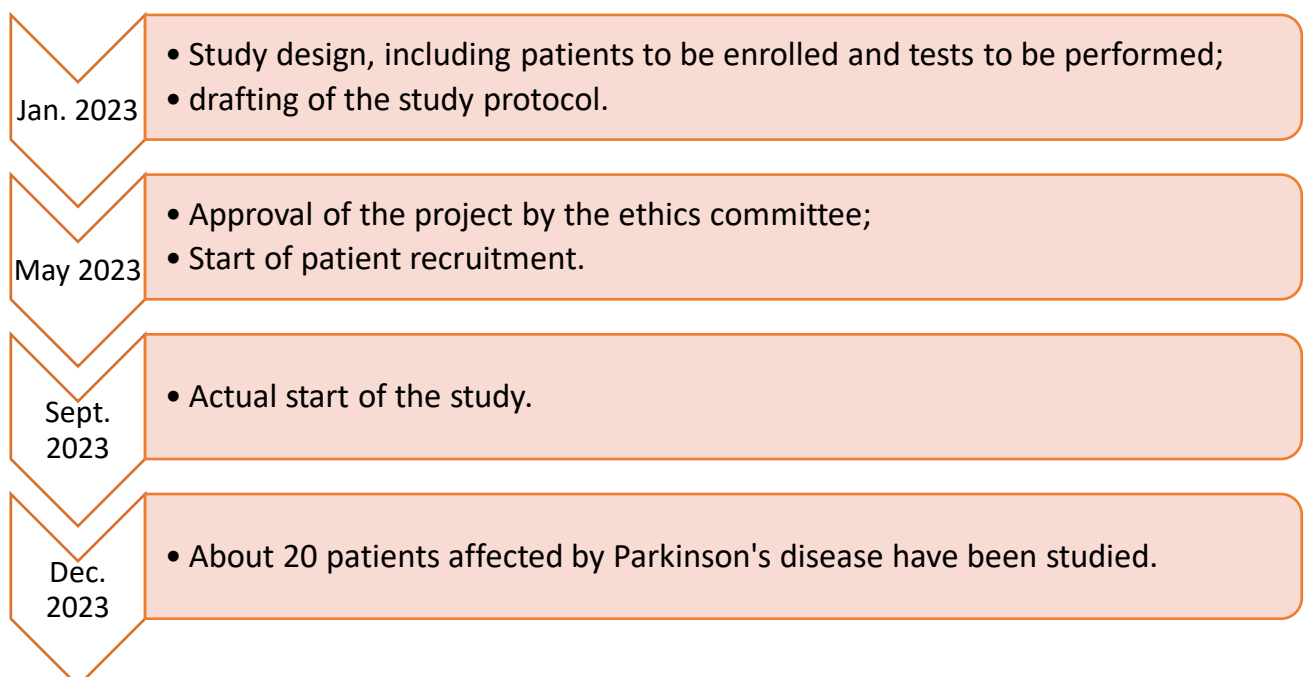 Jan. 2023
• Study design, including patients to be enrolled and tests to be performed;
• drafting of the study protocol.
May 2023
• Approval of the project by the ethics committee;
• Start of patient recruitment.
Sept.
2023
• Actual start of the study.
Dec.
2023
• About 20 patients affected by Parkinson's disease have been studied.